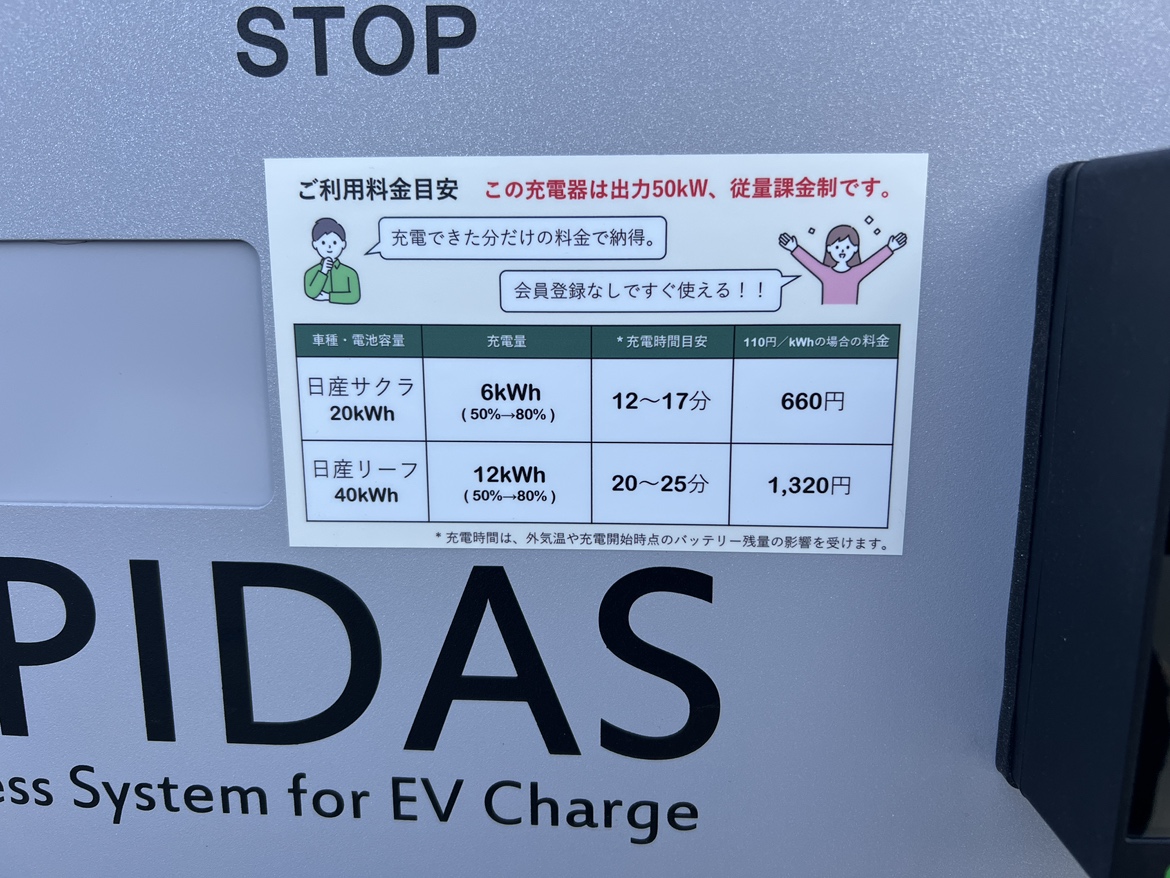 STOP
ご利用料金目安 この充電器は出力50kW、従量課金制です。
充電できた分だけの料金で納得。
会員登録なしですぐ使える！！
車種・電池容量 充電量 *充電時間目安 110円／kWhの場合の料金
日産サクラ
20kWh
6kWh
(50%→80%)
12〜17分
660円
日産リーフ
40kWh
12kWh
(50%→80%)
20〜25分
1,320円
*充電時間は、外気温や充電開始時点のバッテリー残量の影響を受けます。
PIDAS
ess System for EV Charge